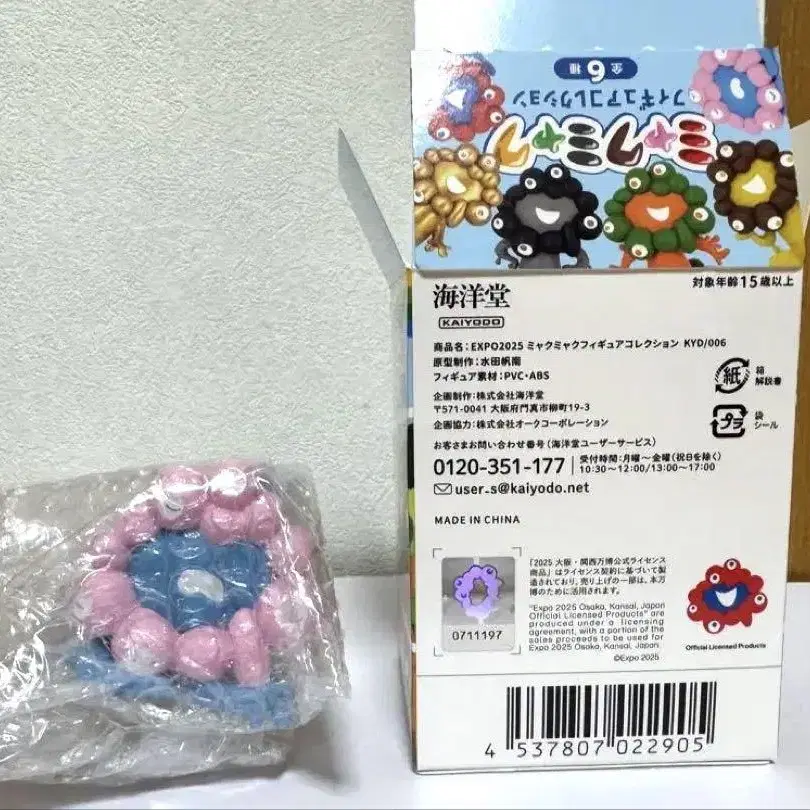 全6種
フィギュアコレクション
ミャクミャク
対象年齢15歳以上
海洋堂
KAIYODO
商品名:EXPO2025 ミャクミャクフィギュアコレクション KYD/006
原型制作:水田帆南
フィギュア素材:PVC・ABS
企画制作:株式会社海洋堂
〒571-0041 大阪府門真市柳町19-3
企画協力:株式会社オークコーポレーション
紙
箱
解説書
プラ
袋
シール
お客さまお問い合わせ番号(海洋堂ユーザーサービス)
0120-351-177
受付時間:月曜〜金曜(祝日を除く)
10:30〜12:00/13:00〜17:00
user_s@kaiyodo.net
MADE IN CHINA
0711197
「2025 大阪・関西万博公式ライセンス
商品」はライセンス契約に基づいて製
造されており、売り上げの一部は、本万
博のために活用されます。
"Expo 2025 Osaka, Kansai, Japan
Official Licensed Products" are
produced under a licensing
agreement, with a portion of the
sales proceeds to be used for
Expo 2025 Osaka, Kansai, Japan.
©Expo 2025
Official Licensed Products
4 537807 022905